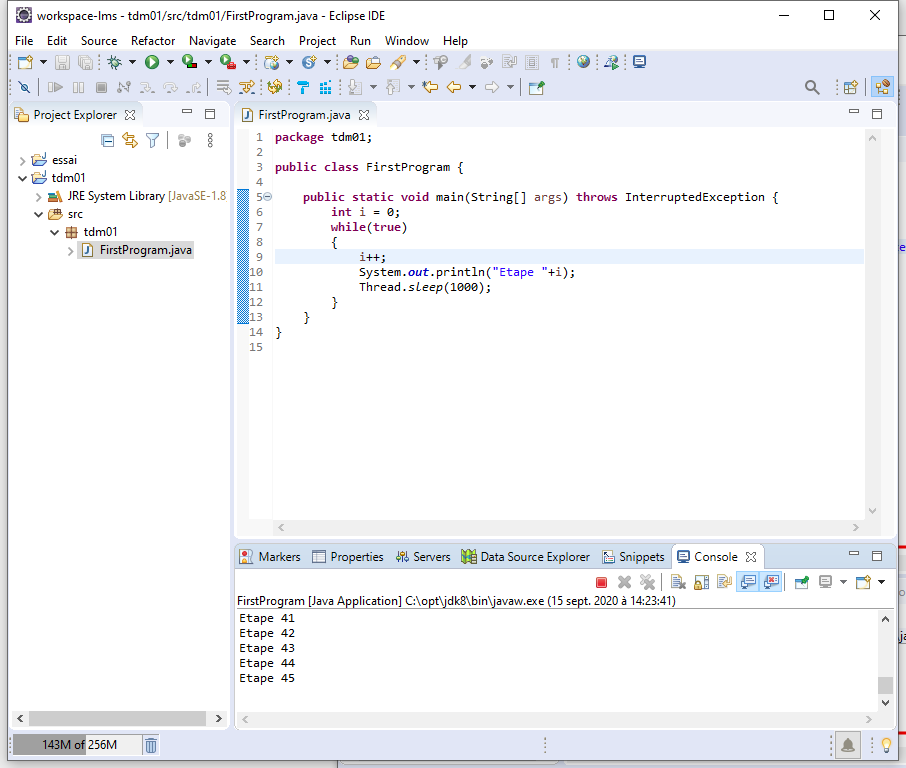 workspace-lms - tdm01/src/tdm01/FirstProgram.java - Eclipse IDE
File Edit Source Refactor Navigate Search Project Run Window Help
Project Explorer
essai
tdm01
JRE System Library [JavaSE-1.8
src
tdm01
FirstProgram.java
FirstProgram.java
1 package tdm01;
2
3 public class FirstProgram {
4
5 public static void main(String[] args) throws InterruptedException {
6 int i = 0;
7 while(true)
8 {
9 i++;
10 System.out.println("Etape "+i);
11 Thread.sleep(1000);
12 }
13 }
14 }
15
Markers Properties Servers Data Source Explorer Snippets Console
FirstProgram [Java Application] C:\opt\jdk8\bin\javaw.exe (15 sept. 2020 à 14:23:41)
Etape 41
Etape 42
Etape 43
Etape 44
Etape 45
143M of 256M